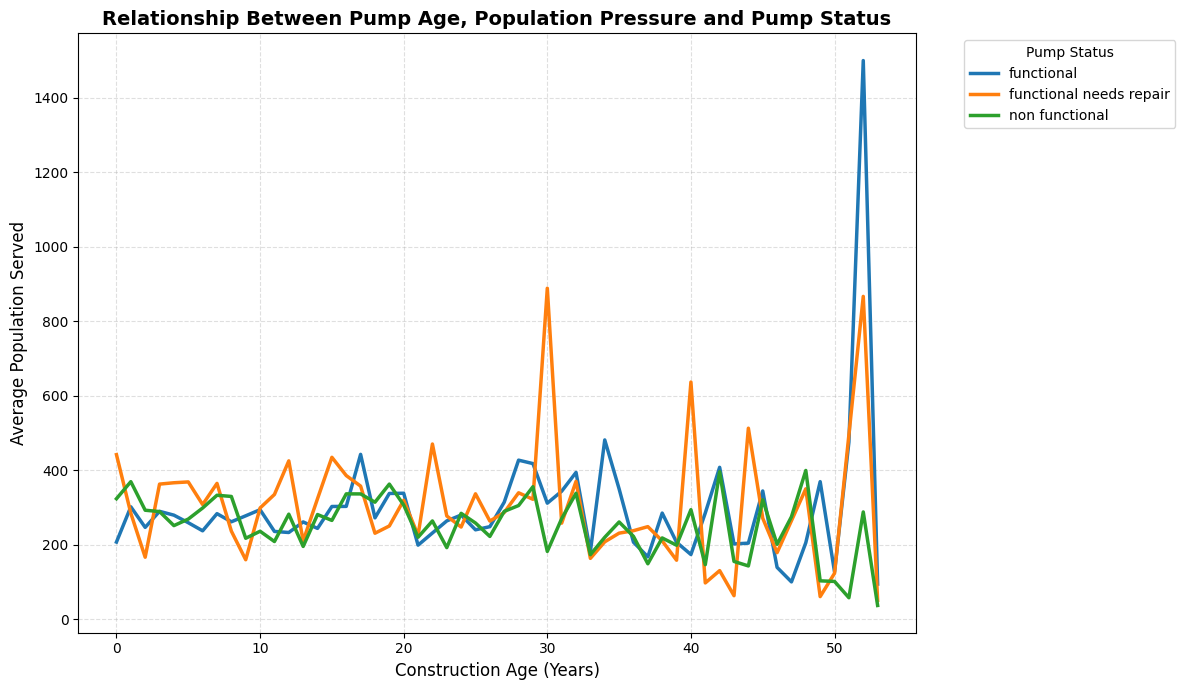 Relationship Between Pump Age, Population Pressure and Pump Status
Pump Status
functional
functional needs repair
non functional
Average Population Served
1400
1200
1000
800
600
400
200
0
0 10 20 30 40 50
Construction Age (Years)